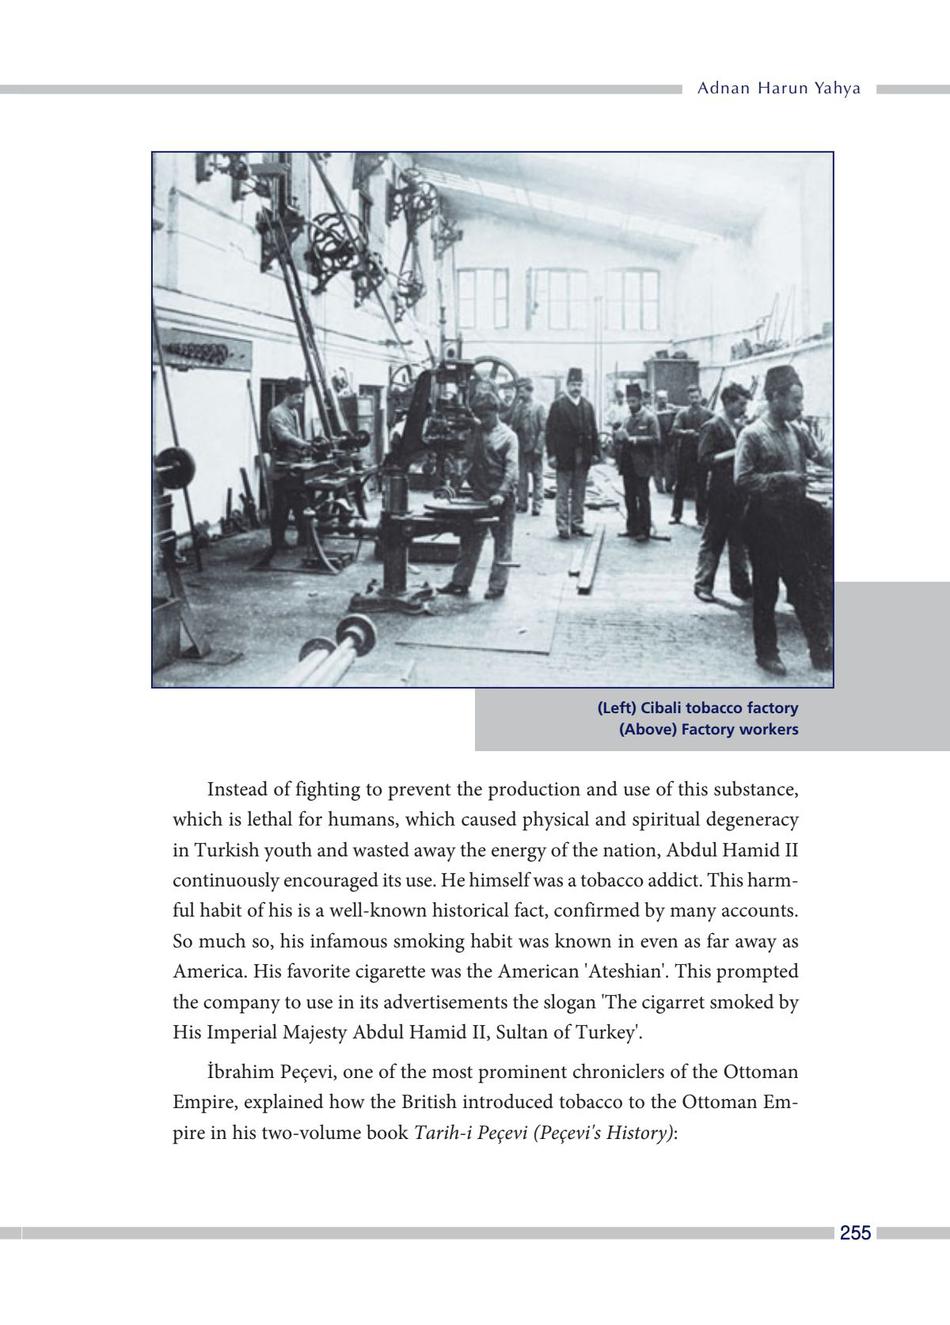 Adnan Harun Yahya
(Left) Cibali tobacco factory
(Above) Factory workers
Instead of fighting to prevent the production and use of this substance,
which is lethal for humans, which caused physical and spiritual degeneracy
in Turkish youth and wasted away the energy of the nation, Abdul Hamid II
continuously encouraged its use. He himself was a tobacco addict. This harm-
ful habit of his is a well-known historical fact, confirmed by many accounts.
So much so, his infamous smoking habit was known in even as far away as
America. His favorite cigarette was the American 'Ateshian'. This prompted
the company to use in its advertisements the slogan 'The cigarret smoked by
His Imperial Majesty Abdul Hamid II, Sultan of Turkey'.
İbrahim Peçevi, one of the most prominent chroniclers of the Ottoman
Empire, explained how the British introduced tobacco to the Ottoman Em-
pire in his two-volume book Tarih-i Peçevi (Peçevi's History):
255